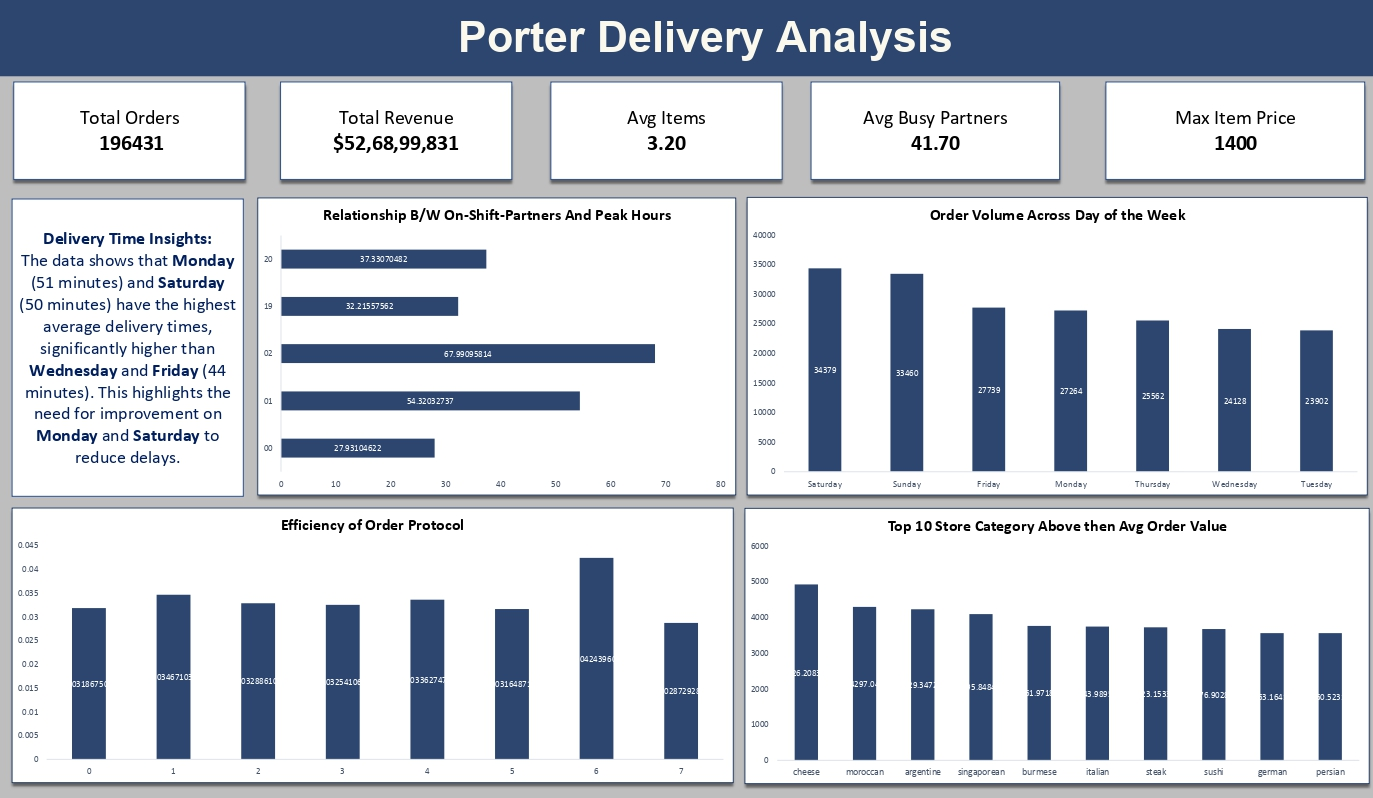 Porter Delivery Analysis
Total Orders
196431
Total Revenue
$52,68,99,831
Avg Items
3.20
Avg Busy Partners
41.70
Max Item Price
1400
Delivery Time Insights:
The data shows that Monday
(51 minutes) and Saturday
(50 minutes) have the highest
average delivery times,
significantly higher than
Wednesday and Friday (44
minutes). This highlights the
need for improvement on
Monday and Saturday to
reduce delays.
Relationship B/W On-Shift-Partners And Peak Hours
20
37.33070482
19
32.21557562
02
67.99095814
01
54.32032737
00
27.93104622
0 10 20 30 40 50 60 70 80
Order Volume Across Day of the Week
40000
35000
30000
25000
20000
15000
10000
5000
0
34379 33460 27739 27264 25562 24128 23902
Saturday Sunday Friday Monday Thursday Wednesday Tuesday
Efficiency of Order Protocol
0.045
0.04
0.035
0.03
0.025
0.02
0.015
0.01
0.005
0
0 1 2 3 4 5 6 7
Top 10 Store Category Above then Avg Order Value
6000
5000
4000
3000
2000
1000
0
cheese moroccan argentine singaporean burmese italian steak sushi german persian